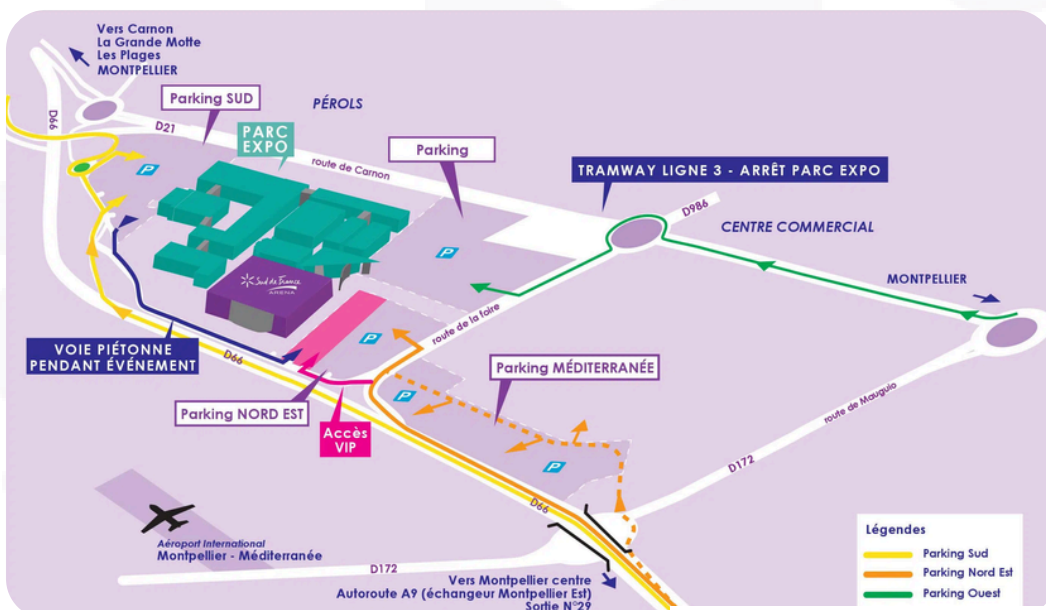 Vers Carnon
La Grande Motte
Les Plages
MONTPELLIER
D66
Parking SUD
D21
PÉROLS
PARC
EXPO
route de Carnon
Parking
TRAMWAY LIGNE 3 - ARRÊT PARC EXPO
D986
CENTRE COMMERCIAL
MONTPELLIER
P
P
Sud de France
ARENA
route de la foire
VOIE PIÉTONNE
PENDANT ÉVÉNEMENT
D66
P
Parking MÉDITERRANÉE
Parking NORD EST
P
Accès
VIP
route de Mauguio
P
D172
D66
Aéroport International
Montpellier - Méditerranée
D172
Vers Montpellier centre
Autoroute A9 (échangeur Montpellier Est)
Sortie N°29
Légendes
Parking Sud
Parking Nord Est
Parking Ouest